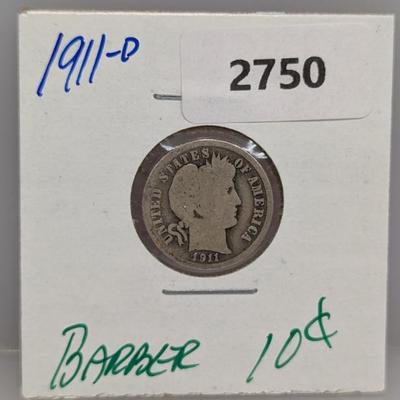 1911-D
2750
UNITED STATES OF AMERICA
1911
BARBER 10¢